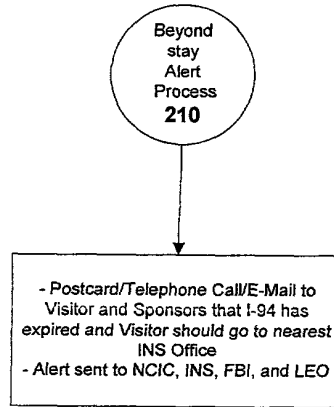 Beyond
stay
Alert
Process
210
- Postcard/Telephone Call/E-Mail to
Visitor and Sponsors that I-94 has
expired and Visitor should go to nearest
INS Office
- Alert sent to NCIC, INS, FBI, and LEO